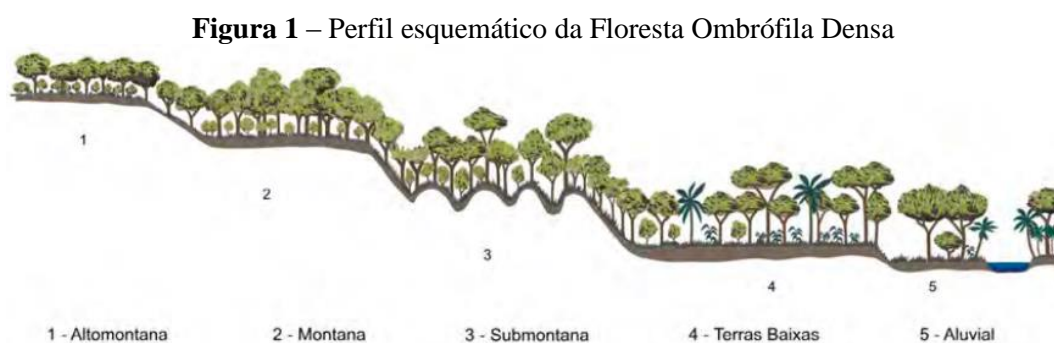 Figura 1 – Perfil esquemático da Floresta Ombrófila Densa
1
2
3
4
5
1 - Altomontana 2 - Montana 3 - Submontana 4 - Terras Baixas 5 - Aluvial